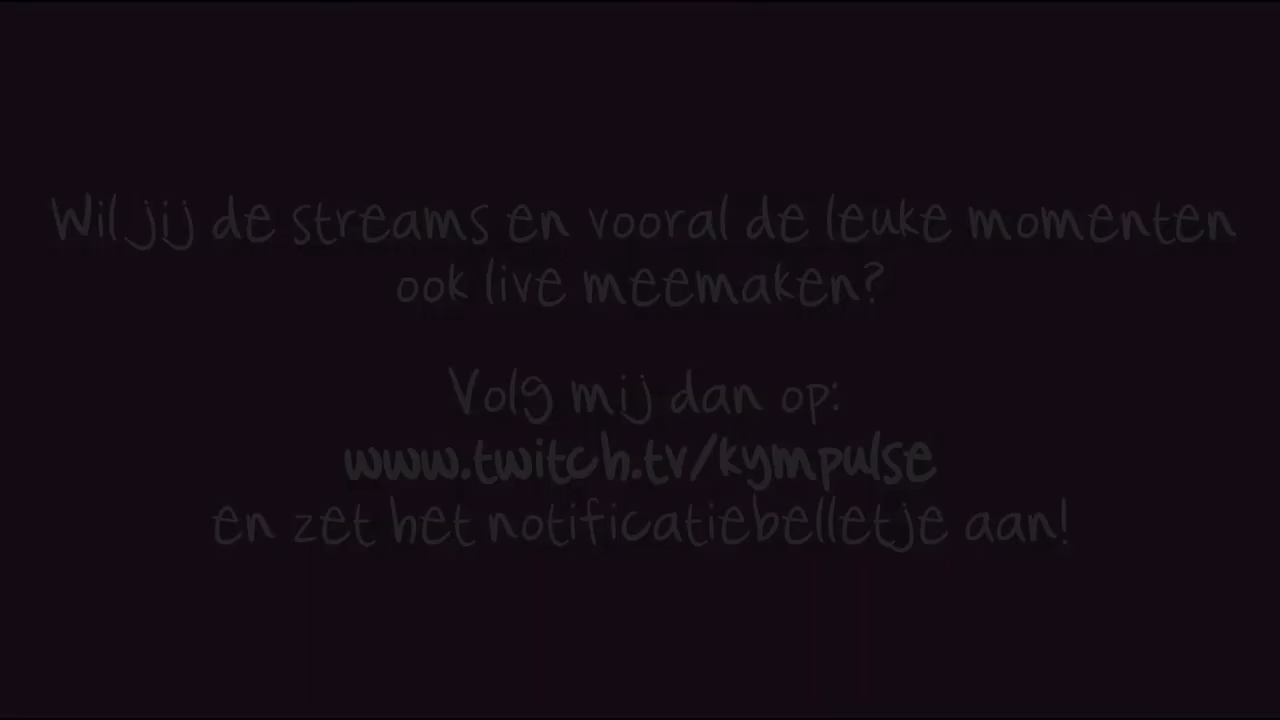 Wil jij de streams en vooral de leuke momenten
ook live meemaken?
Volg mij dan op:
www.twitch.tv/kympulse
en zet het notificatiebelletje aan!